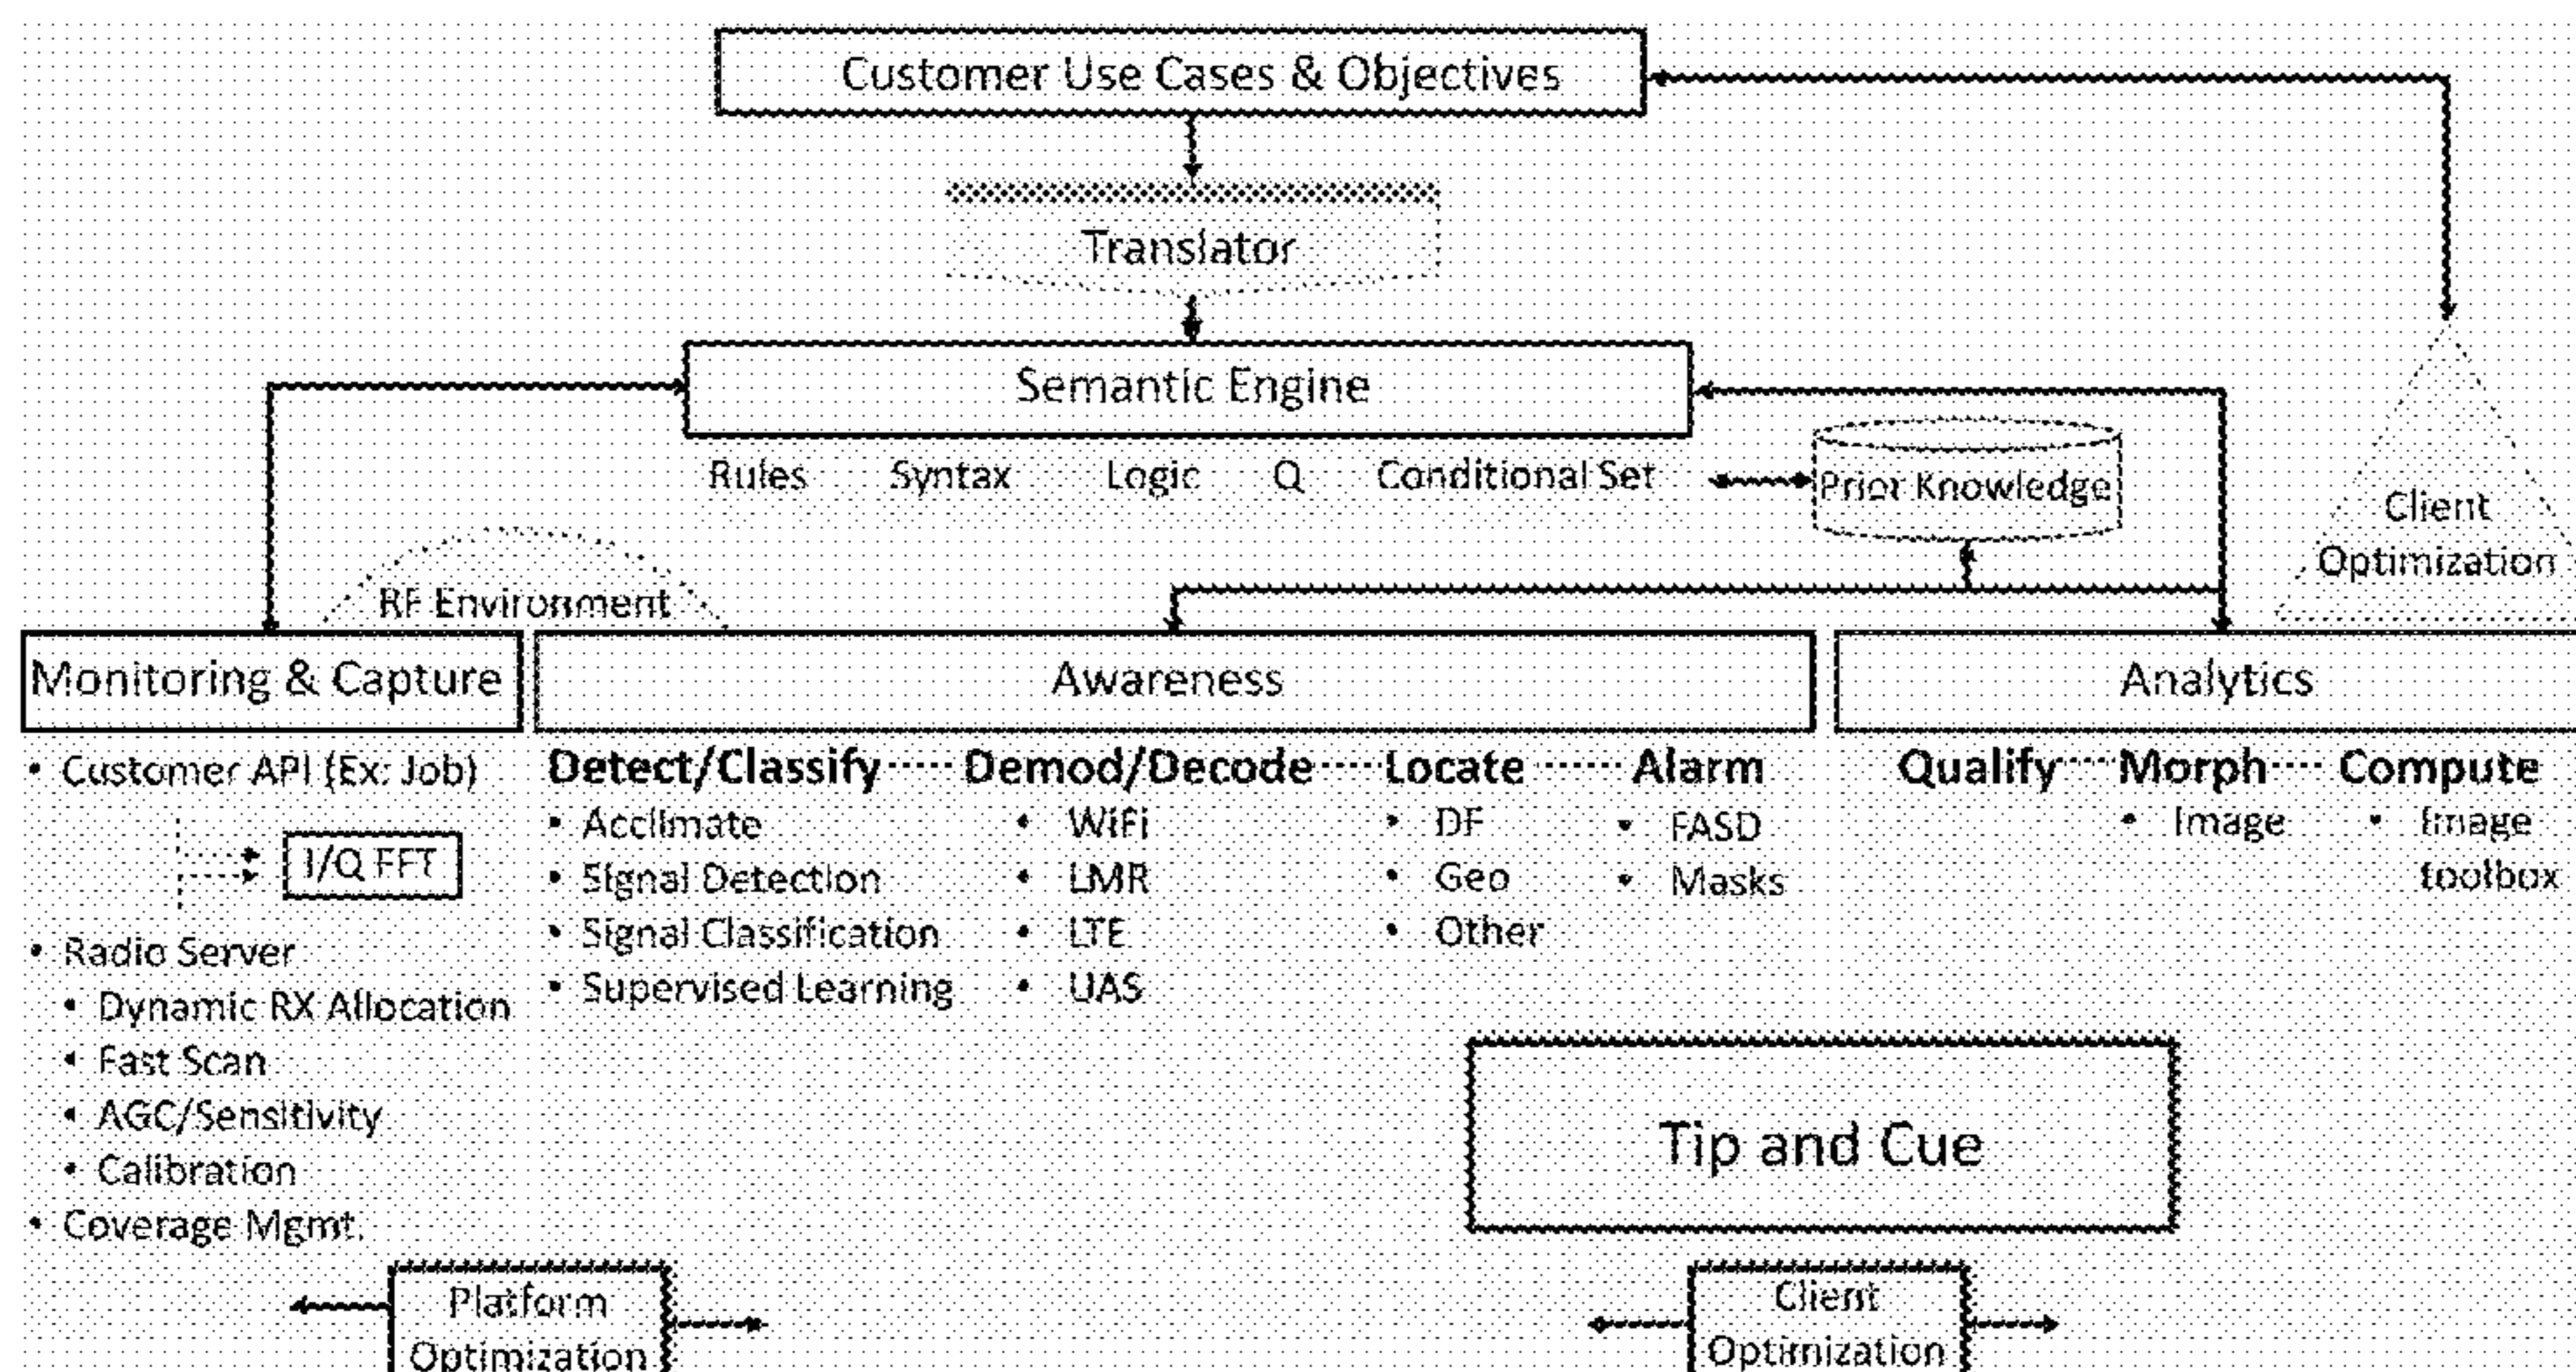 Customer Use Cases & Objectives
Translator
Semantic Engine
Rules Syntax Logic Q Conditional Set
Prior Knowledge
Client
Optimization
RF Environment
Monitoring & Capture
Awareness
Analytics
• Customer API (Ex: Job)
I/Q FFT
• Radio Server
• Dynamic RX Allocation
• Fast Scan
• AGC/Sensitivity
• Calibration
• Coverage Mgmt.
Detect/Classify
• Acclimate
• Signal Detection
• Signal Classification
• Supervised Learning
Demod/Decode
• WiFi
• LMR
• LTE
• UAS
Locate
• DF
• Geo
• Other
Alarm
• FASD
• Masks
Qualify
Morph
• Image
Compute
• Image
toolbox
Tip and Cue
Platform
Optimization
Client
Optimization